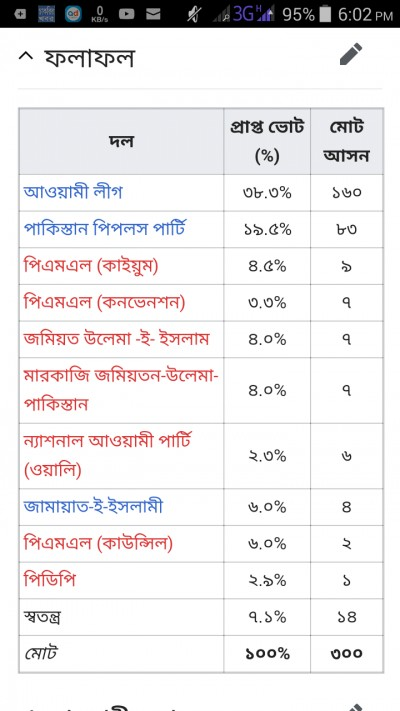 0
KB/s
3G
H
95%
6:02 PM
ফলাফল
দল
প্রাপ্ত ভোট (%)
মোট আসন
আওয়ামী লীগ ৩৮.৩% ১৬০
পাকিস্তান পিপলস পার্টি ১৯.৫% ৮৩
পিএমএল (কাইয়ুম) ৪.৫% ৯
পিএমএল (কনভেনশন) ৩.৩% ৭
জমিয়ত উলেমা -ই- ইসলাম ৪.০% ৭
মারকাজি জমিয়তন-উলেমা-
পাকিস্তান ৪.০% ৭
ন্যাশনাল আওয়ামী পার্টি
(ওয়ালি) ২.৩% ৬
জামায়াত-ই-ইসলামী ৬.০% ৪
পিএমএল (কাউন্সিল) ৬.০% ২
পিডিপি ২.৯% ১
স্বতন্ত্র ৭.১% ১৪
মোট ১০০% ৩০০